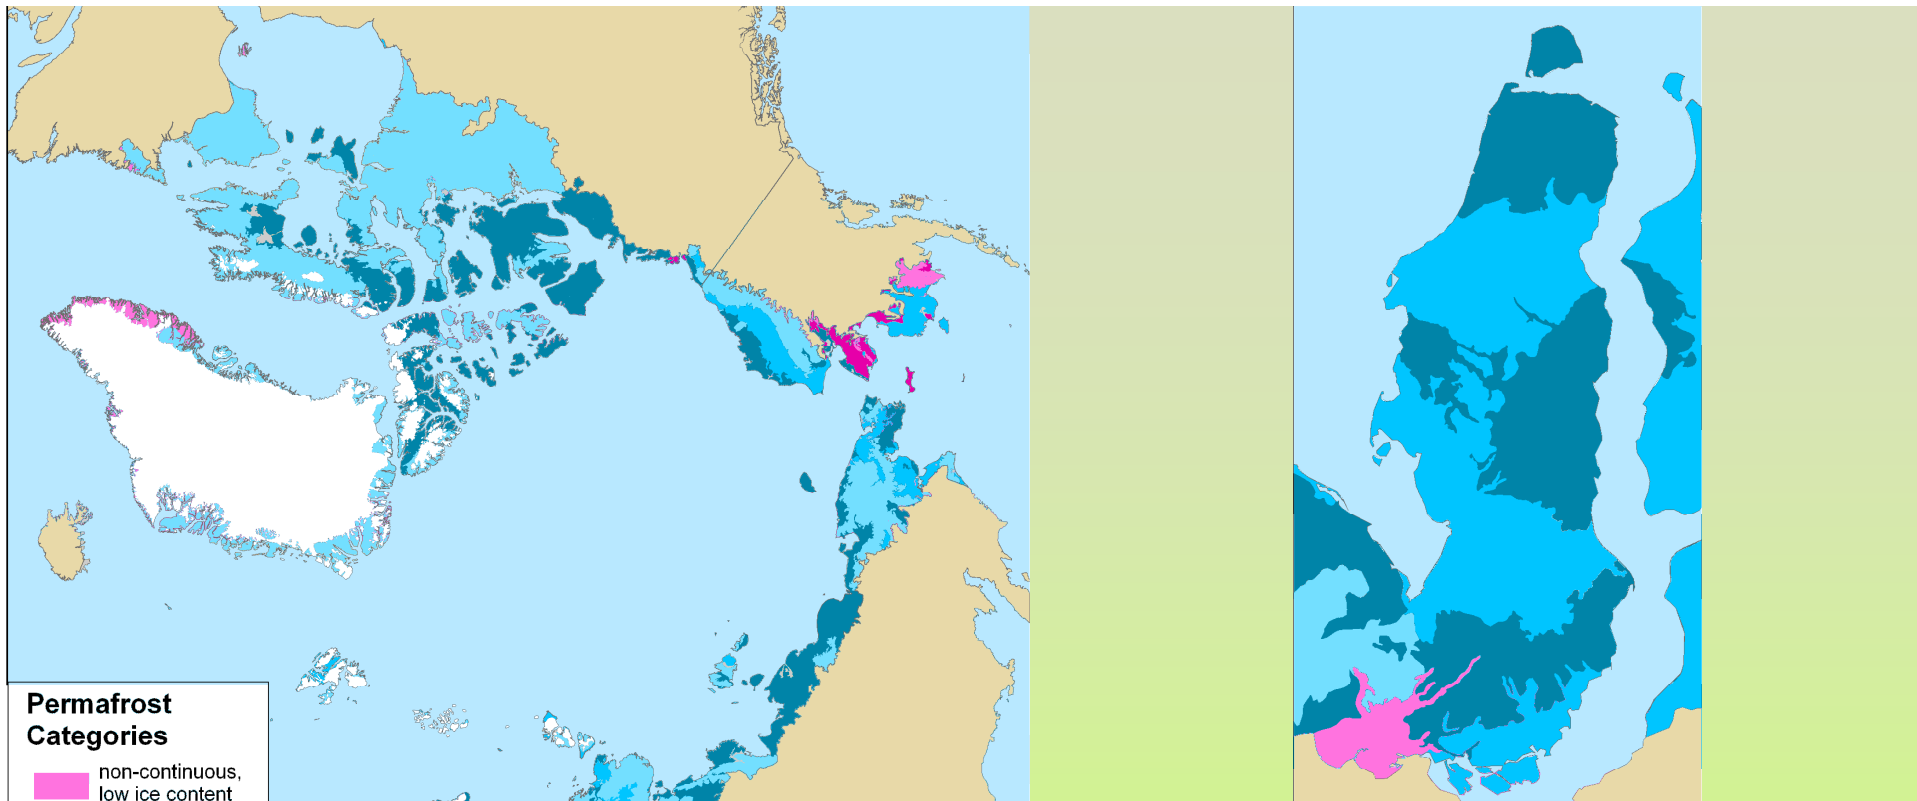 Permafrost
Categories
non-continuous,
low ice content